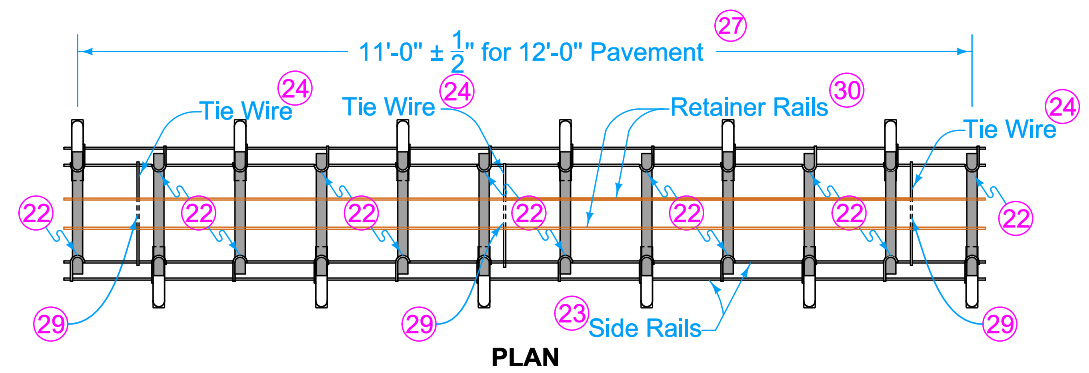 27
11'-0" ± 1/2" for 12'-0" Pavement
24
24
30
24
Tie Wire
Tie Wire
Retainer Rails
Tie Wire
22
22
22
22
22
22
22
29
29
23
Side Rails
29
PLAN